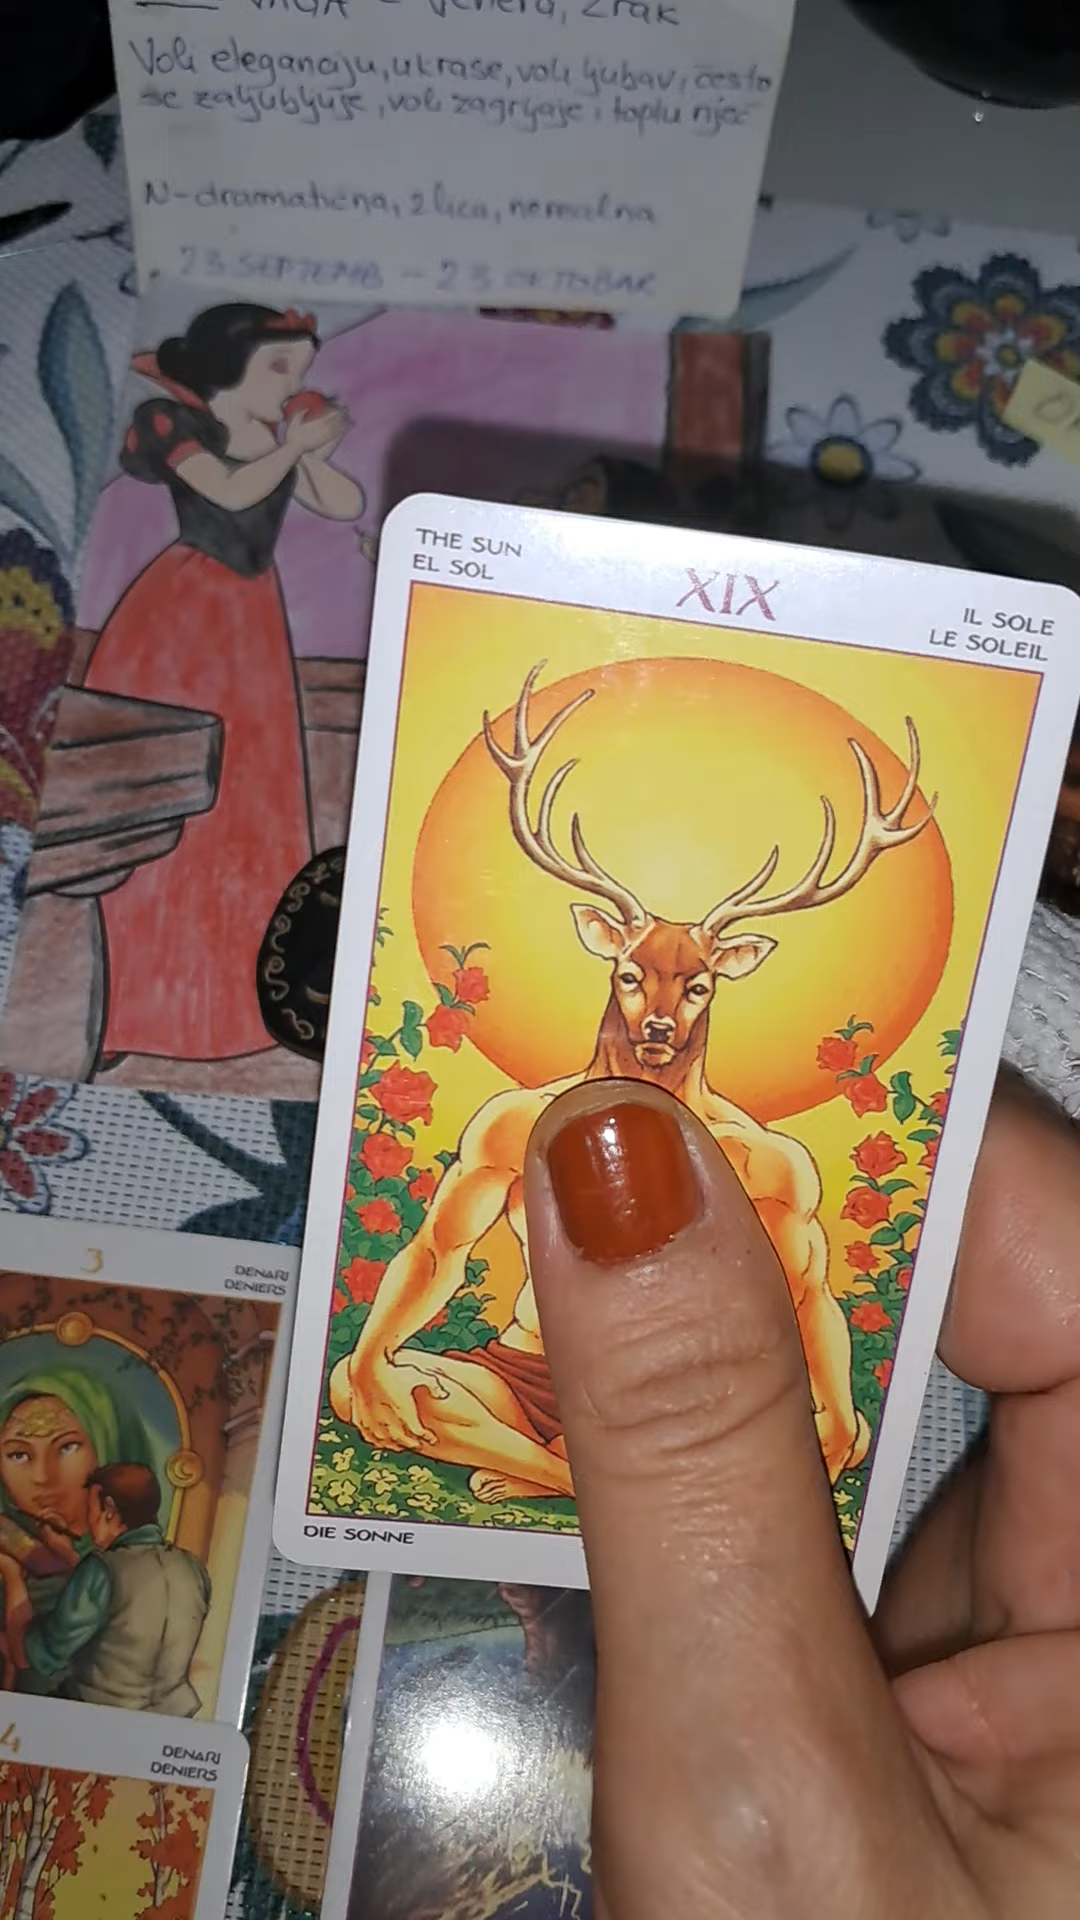 VAGA - Venera, Zrak
Voli eleganciju, ukrase, voli ljubav, često
se zaljubljuje, voli zagrljaje i toplu riječ
N-dramatična, 2 lica, nemalna
23 SEPTEMB - 23 OKTOBAR
THE SUN
EL SOL
XIX
IL SOLE
LE SOLEIL
DIE SONNE
3
DENARI
DENIERS
4
DENARI
DENIERS